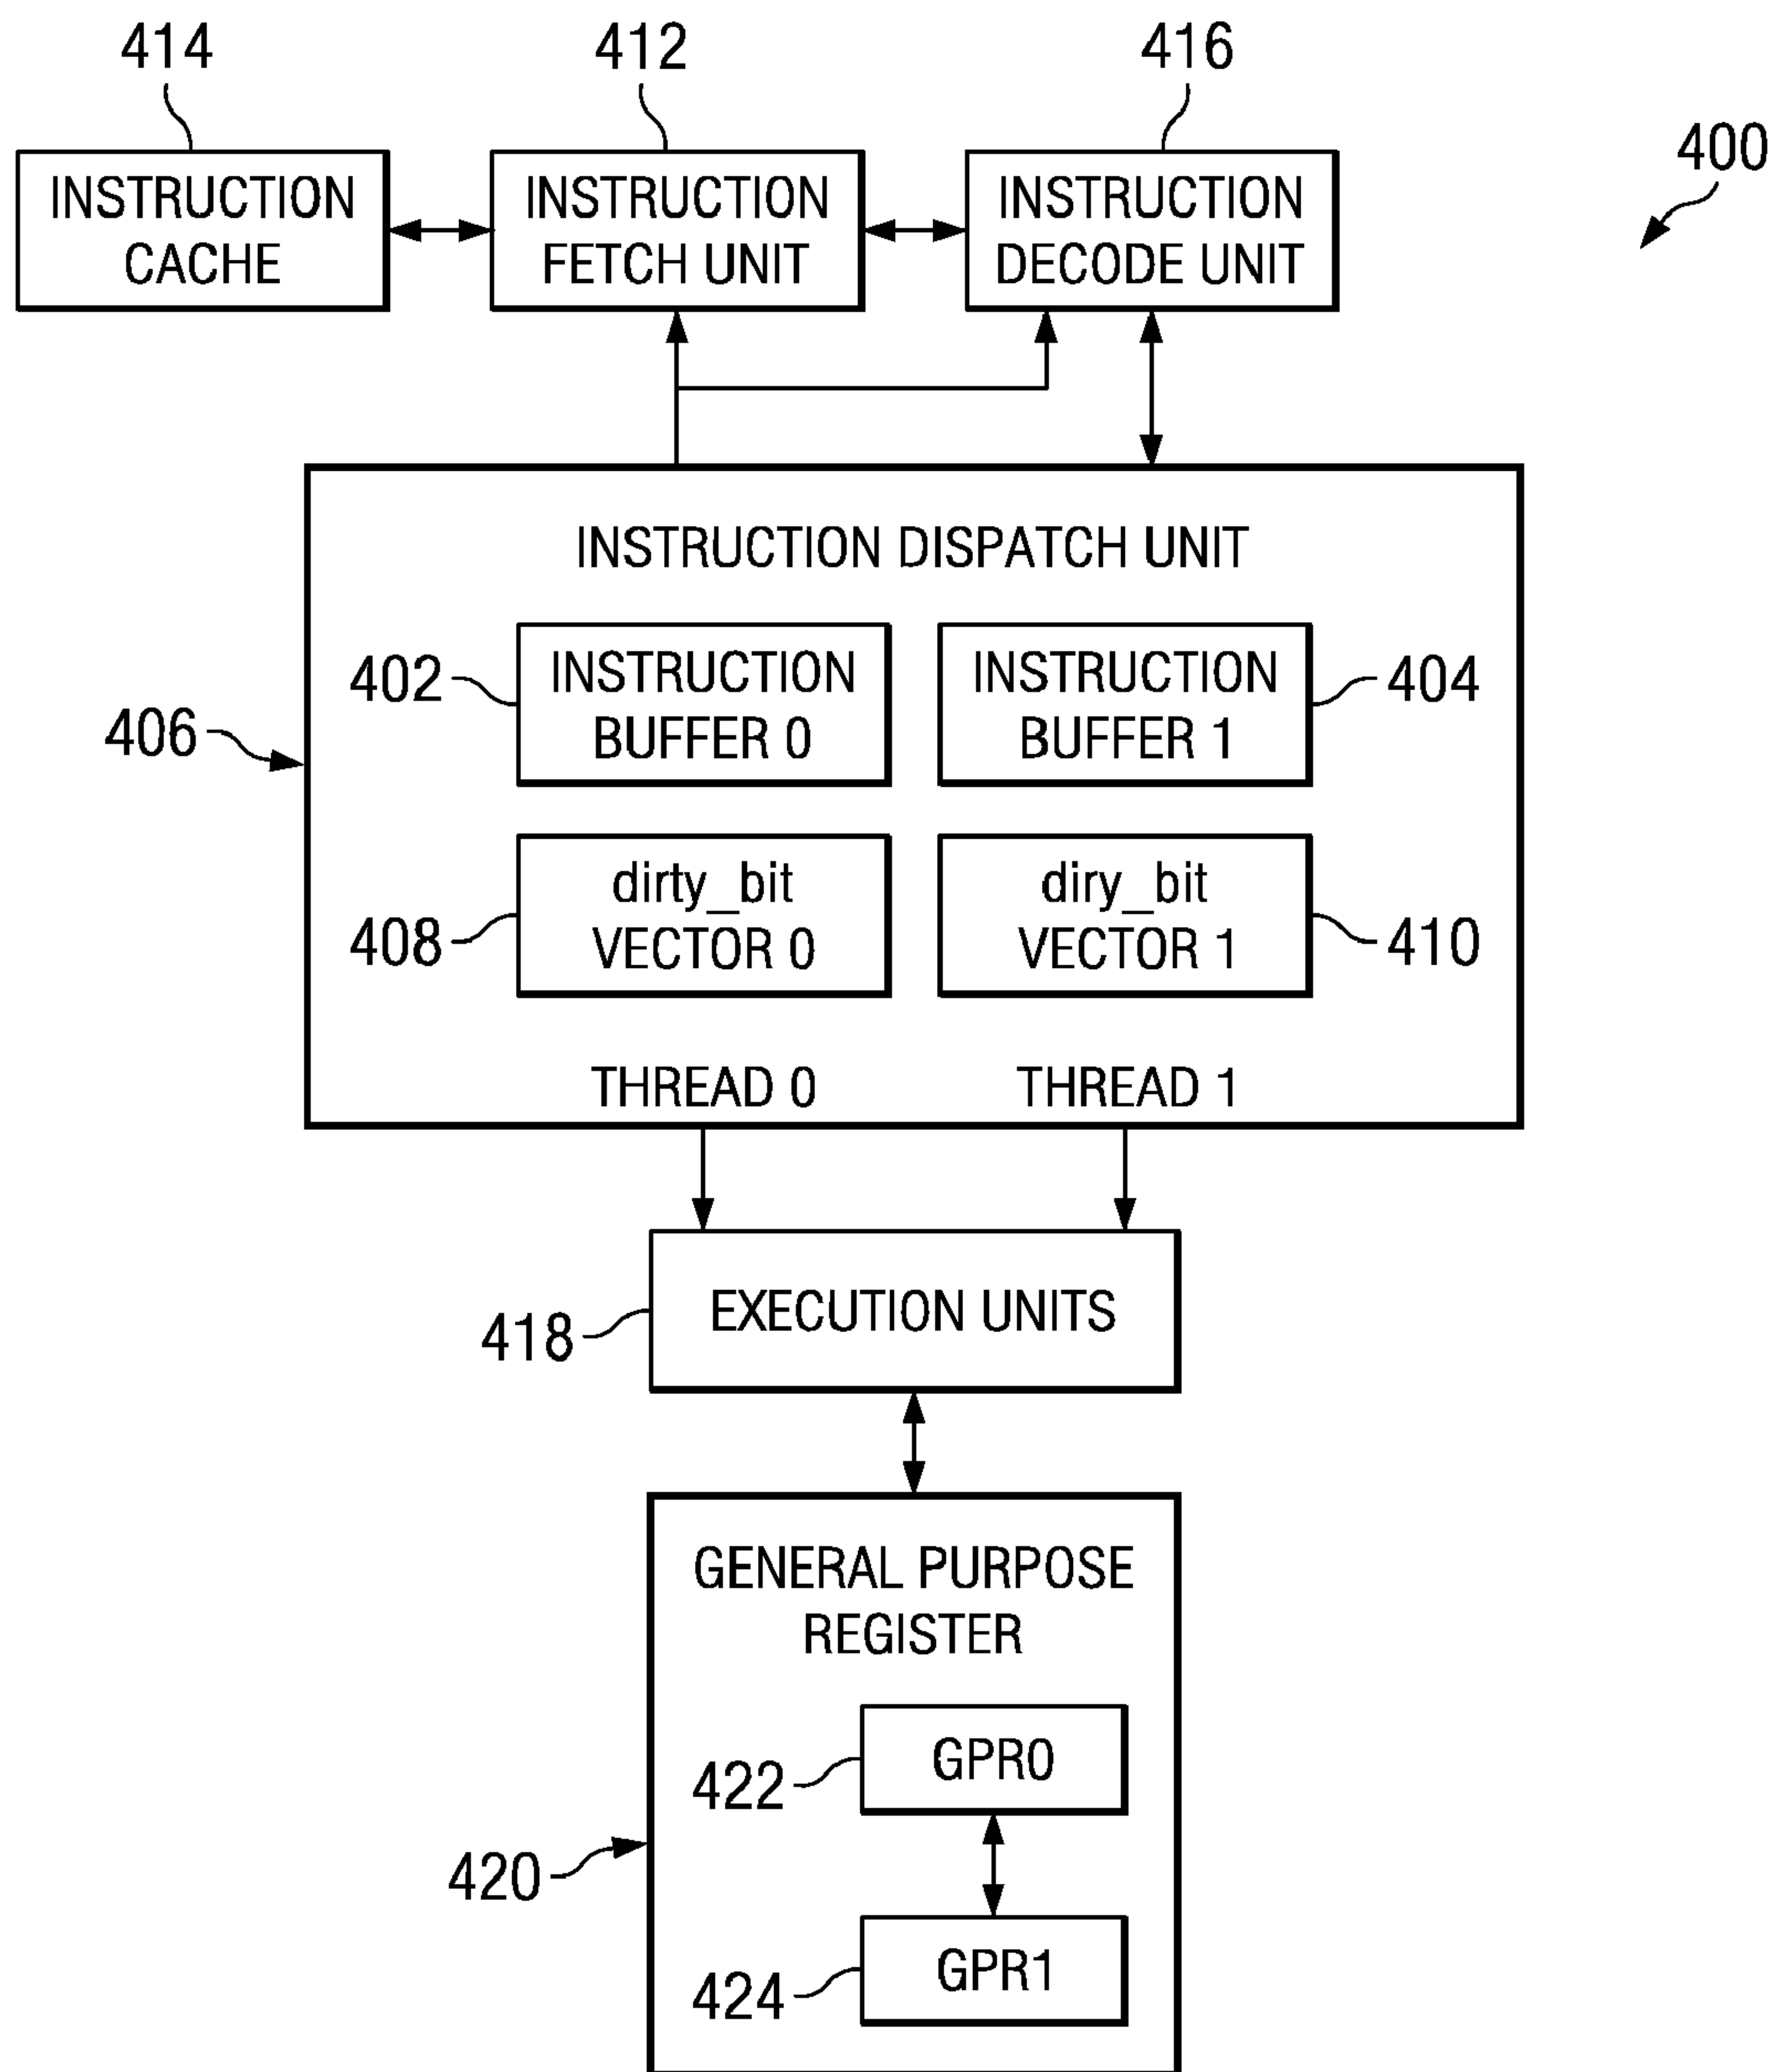 414
412
416
400
INSTRUCTION
CACHE
INSTRUCTION
FETCH UNIT
INSTRUCTION
DECODE UNIT
INSTRUCTION DISPATCH UNIT
402
INSTRUCTION
BUFFER 0
INSTRUCTION
BUFFER 1
404
406
408
dirty_bit
VECTOR 0
diry_bit
VECTOR 1
410
THREAD 0
THREAD 1
418
EXECUTION UNITS
GENERAL PURPOSE
REGISTER
422
GPR0
420
424
GPR1